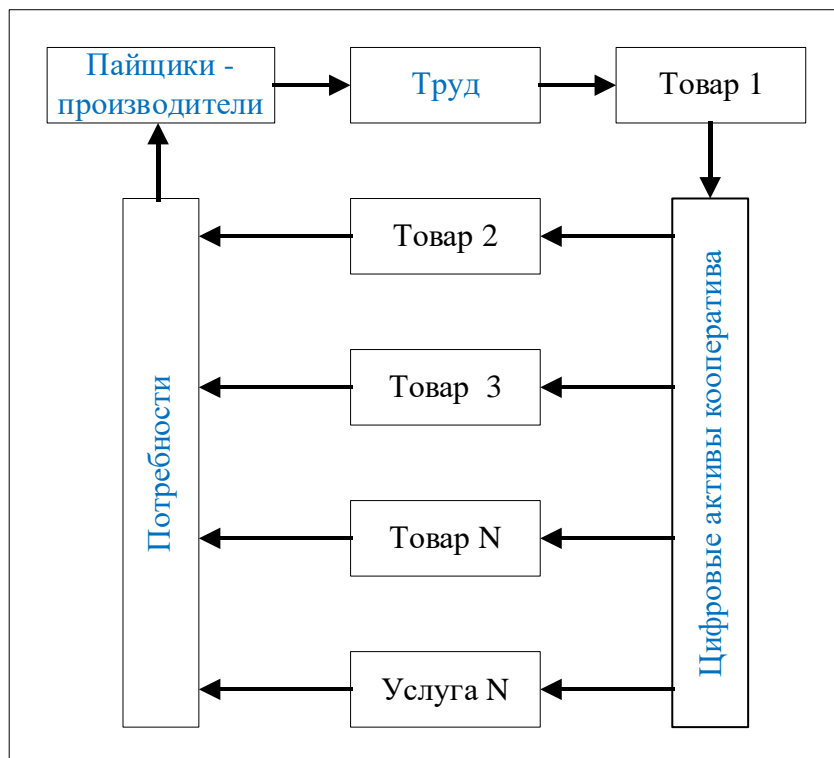 Пайщики -
производители
Труд
Товар 1
Товар 2
Товар 3
Товар N
Услуга N
Потребности
Цифровые активы кооператива